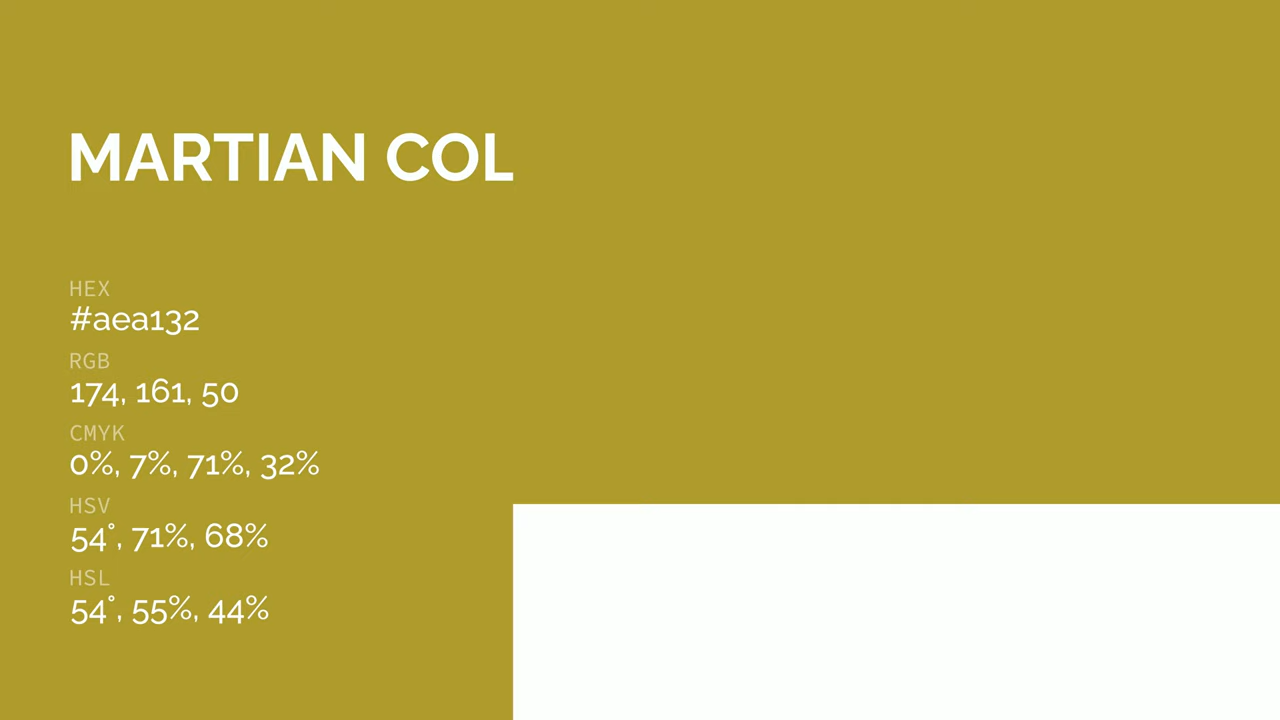 MARTIAN COL
HEX
#aea132
RGB
174, 161, 50
CMYK
0%, 7%, 71%, 32%
HSV
54°, 71%, 68%
HSL
54°, 55%, 44%